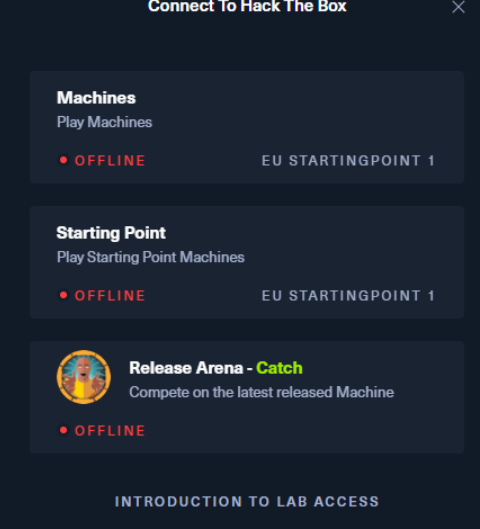 Connect To Hack The Box
Machines
Play Machines
OFFLINE
EU STARTINGPOINT 1
Starting Point
Play Starting Point Machines
OFFLINE
EU STARTINGPOINT 1
Release Arena - Catch
Compete on the latest released Machine
OFFLINE
INTRODUCTION TO LAB ACCESS